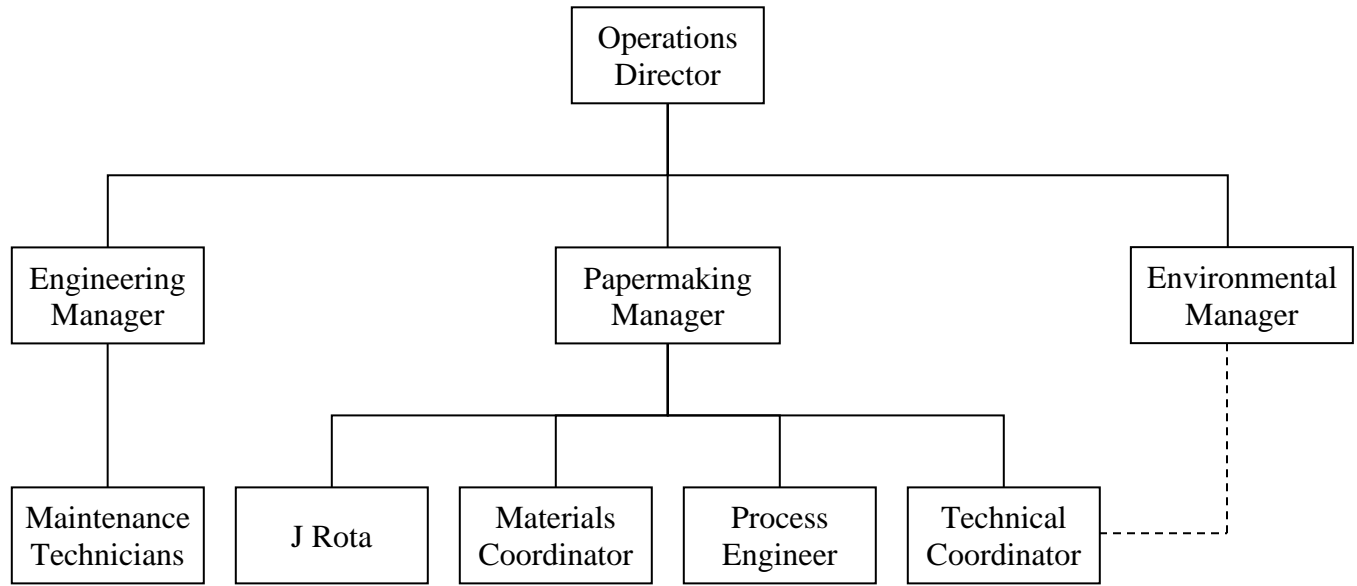 Operations
Director
Engineering
Manager
Papermaking
Manager
Environmental
Manager
Maintenance
Technicians
J Rota
Materials
Coordinator
Process
Engineer
Technical
Coordinator